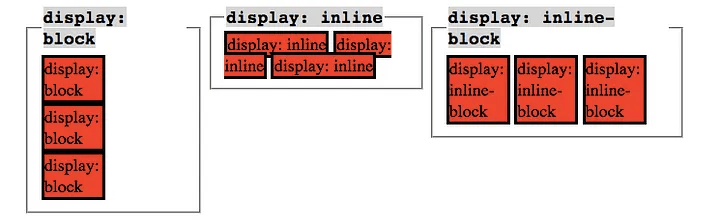 display:
block
display:
block
display:
block
display:
block
display: inline
display: inline display:
inline display: inline
display: inline-
block
display: display: display:
inline- inline- inline-
block block block